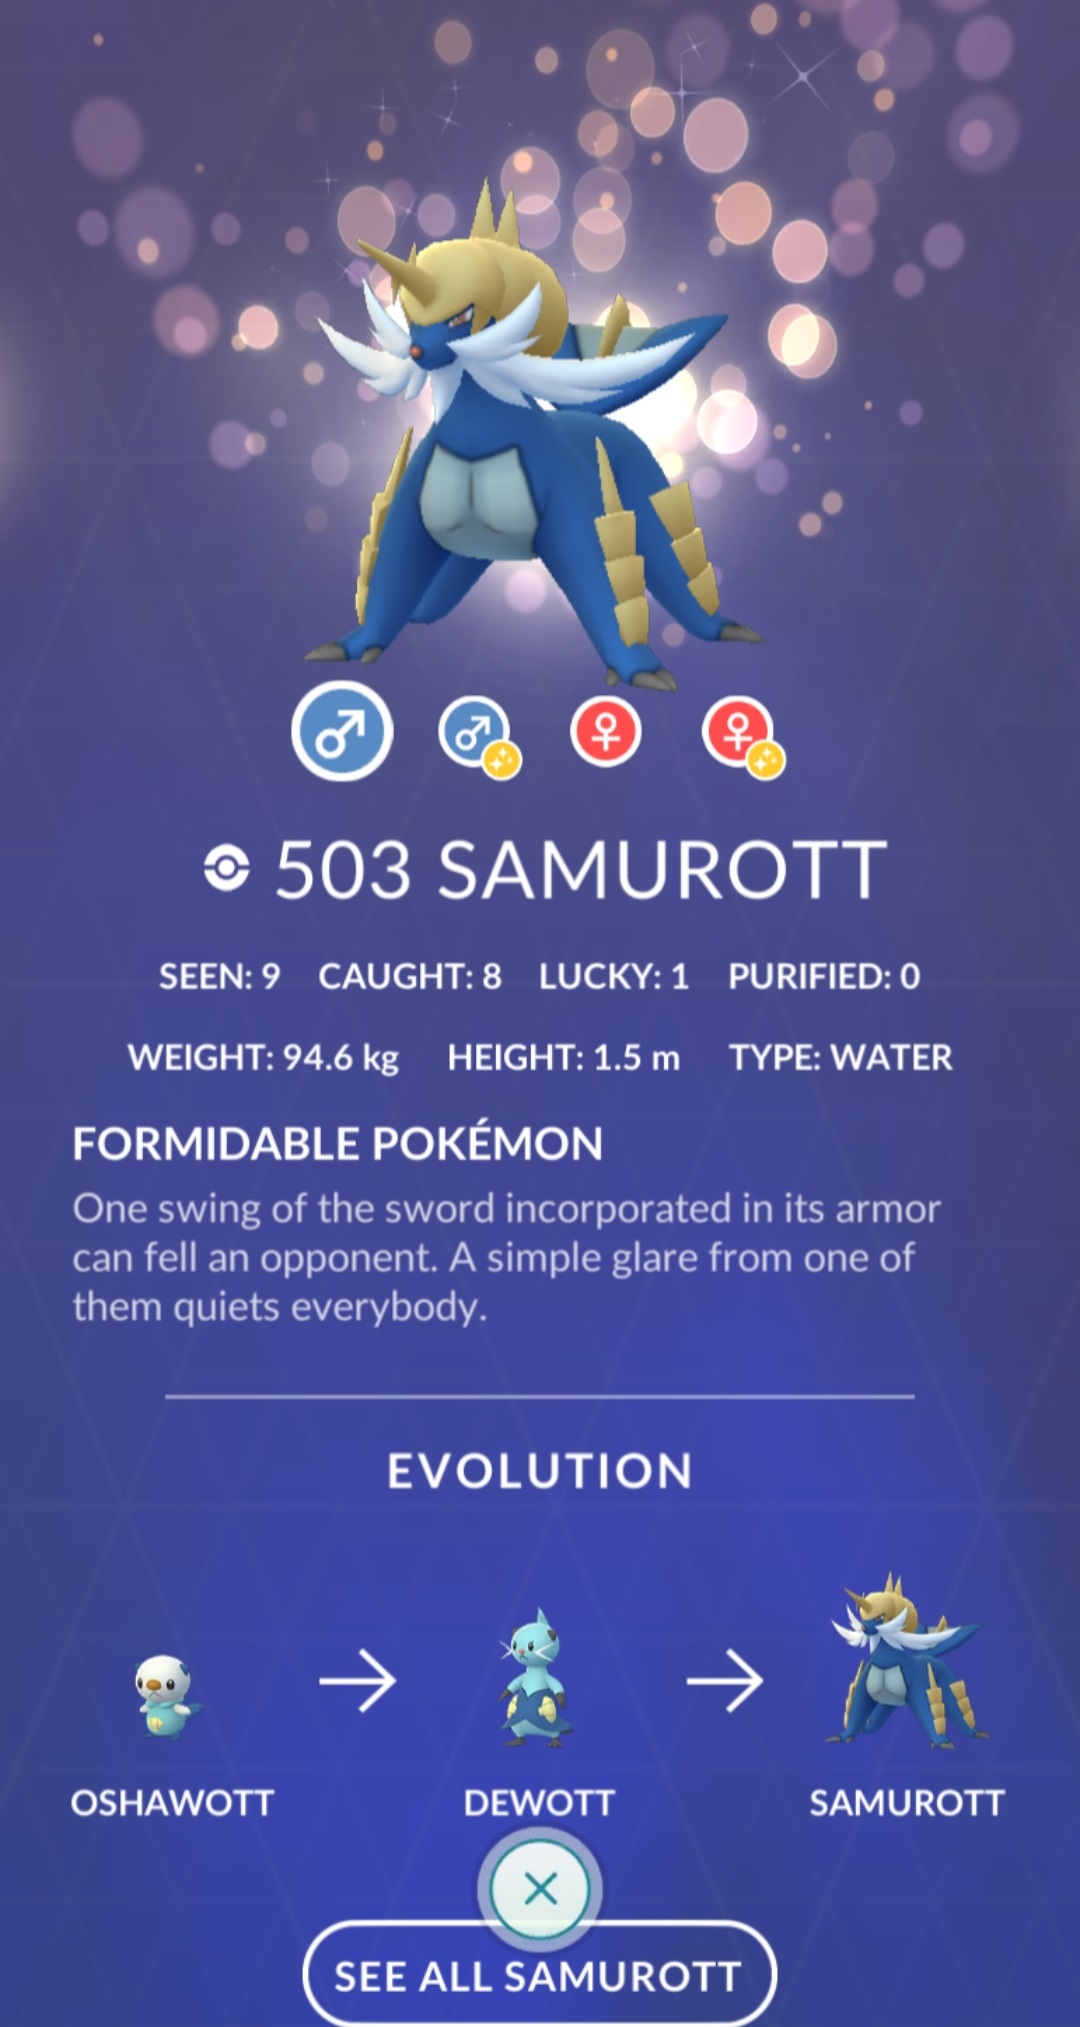 503 SAMUROTT
SEEN: 9 CAUGHT: 8 LUCKY: 1 PURIFIED: 0
WEIGHT: 94.6 kg HEIGHT: 1.5 m TYPE: WATER
FORMIDABLE POKÉMON
One swing of the sword incorporated in its armor
can fell an opponent. A simple glare from one of
them quiets everybody.
EVOLUTION
OSHAWOTT DEWOTT SAMUROTT
SEE ALL SAMUROTT